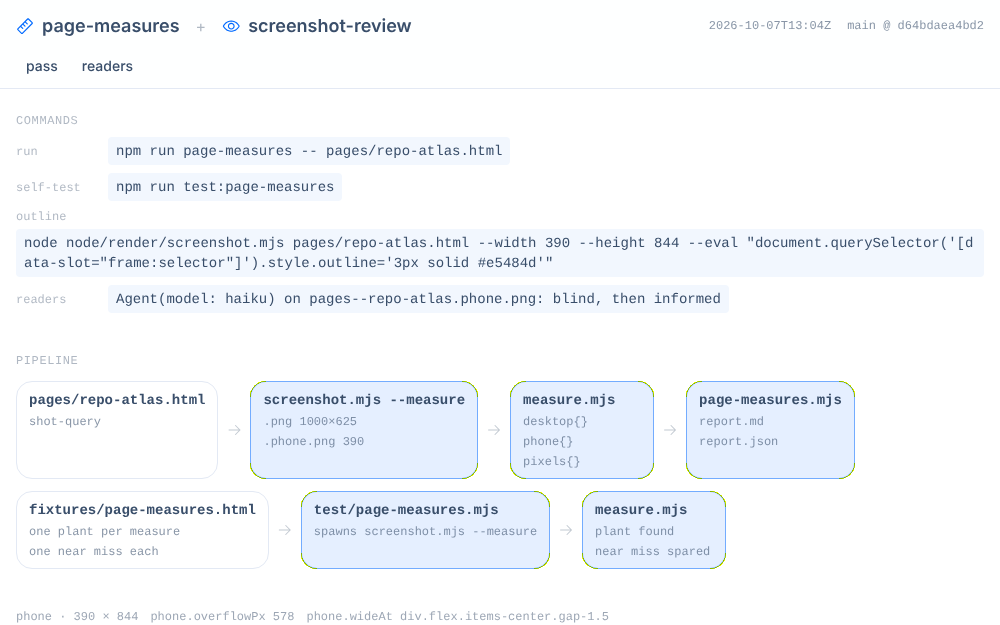 page-measures + screenshot-review 2026-10-07T13:04Z main @ d64bdaea4bd2
pass readers
COMMANDS
run npm run page-measures -- pages/repo-atlas.html
self-test npm run test:page-measures
outline
node node/render/screenshot.mjs pages/repo-atlas.html --width 390 --height 844 --eval "document.querySelector('[d
ata-slot="frame:selector"]').style.outline='3px solid #e5484d'"
readers Agent(model: haiku) on pages--repo-atlas.phone.png: blind, then informed
PIPELINE
pages/repo-atlas.html → screenshot.mjs --measure → measure.mjs → page-measures.mjs
shot-query .png 1000×625 desktop{} report.md
.phone.png 390 phone{} report.json
pixels{}
fixtures/page-measures.html → test/page-measures.mjs → measure.mjs
one plant per measure spawns screenshot.mjs --measure plant found
one near miss each near miss spared
phone · 390 × 844 phone.overflowPx 578 phone.wideAt div.flex.items-center.gap-1.5